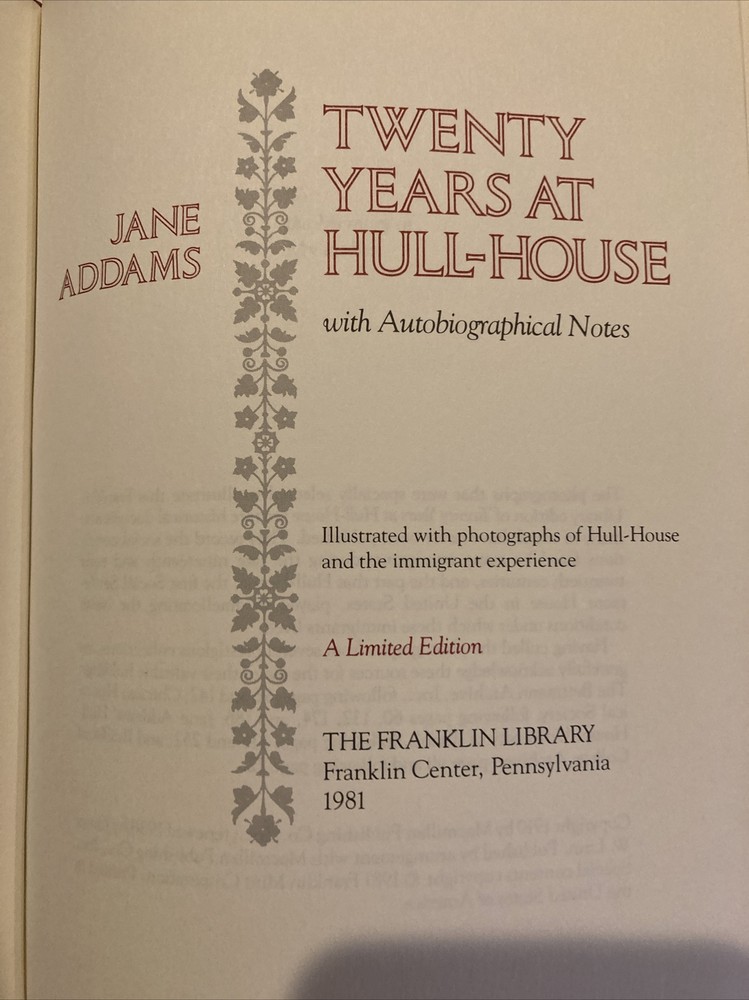 JANE
ADDAMS
TWENTY
YEARS AT
HULL-HOUSE
with Autobiographical Notes
Illustrated with photographs of Hull-House
and the immigrant experience
A Limited Edition
THE FRANKLIN LIBRARY
Franklin Center, Pennsylvania
1981